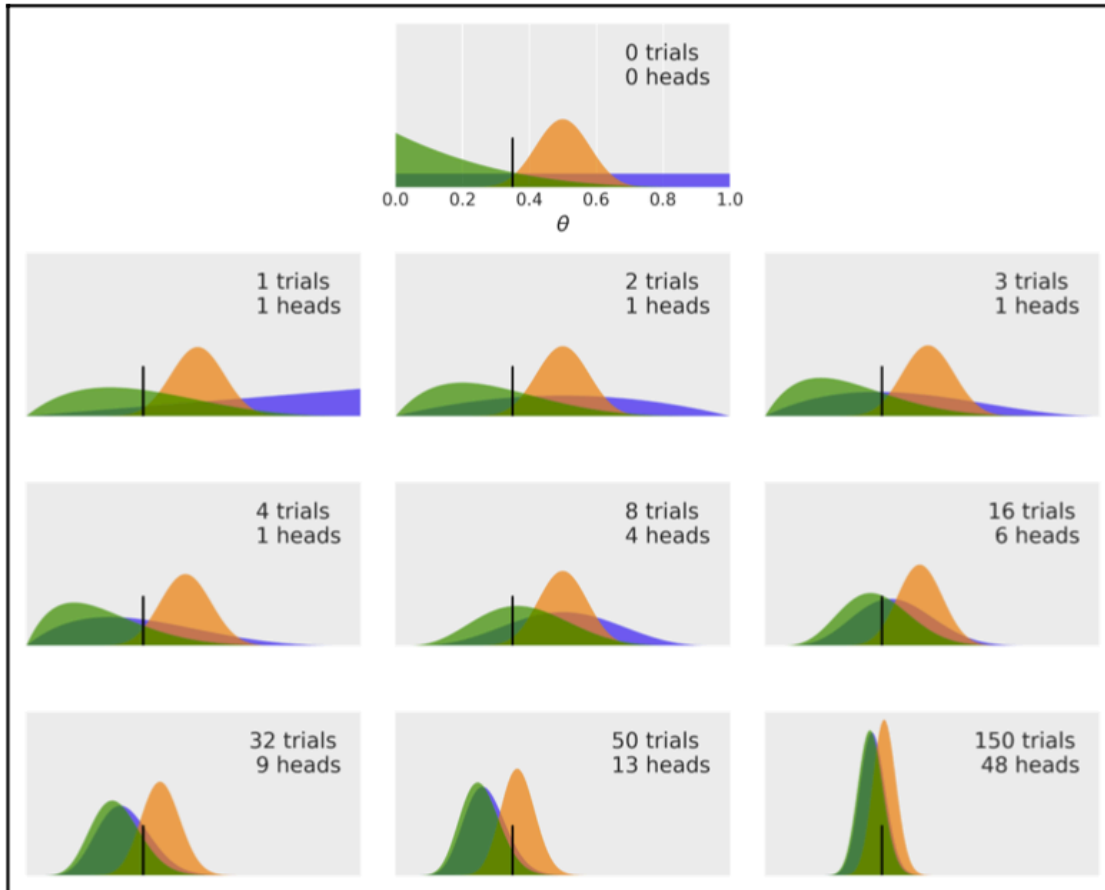 0 trials
0 heads
0.0 0.2 0.4 0.6 0.8 1.0
θ
1 trials
1 heads
2 trials
1 heads
3 trials
1 heads
4 trials
1 heads
8 trials
4 heads
16 trials
6 heads
32 trials
9 heads
50 trials
13 heads
150 trials
48 heads